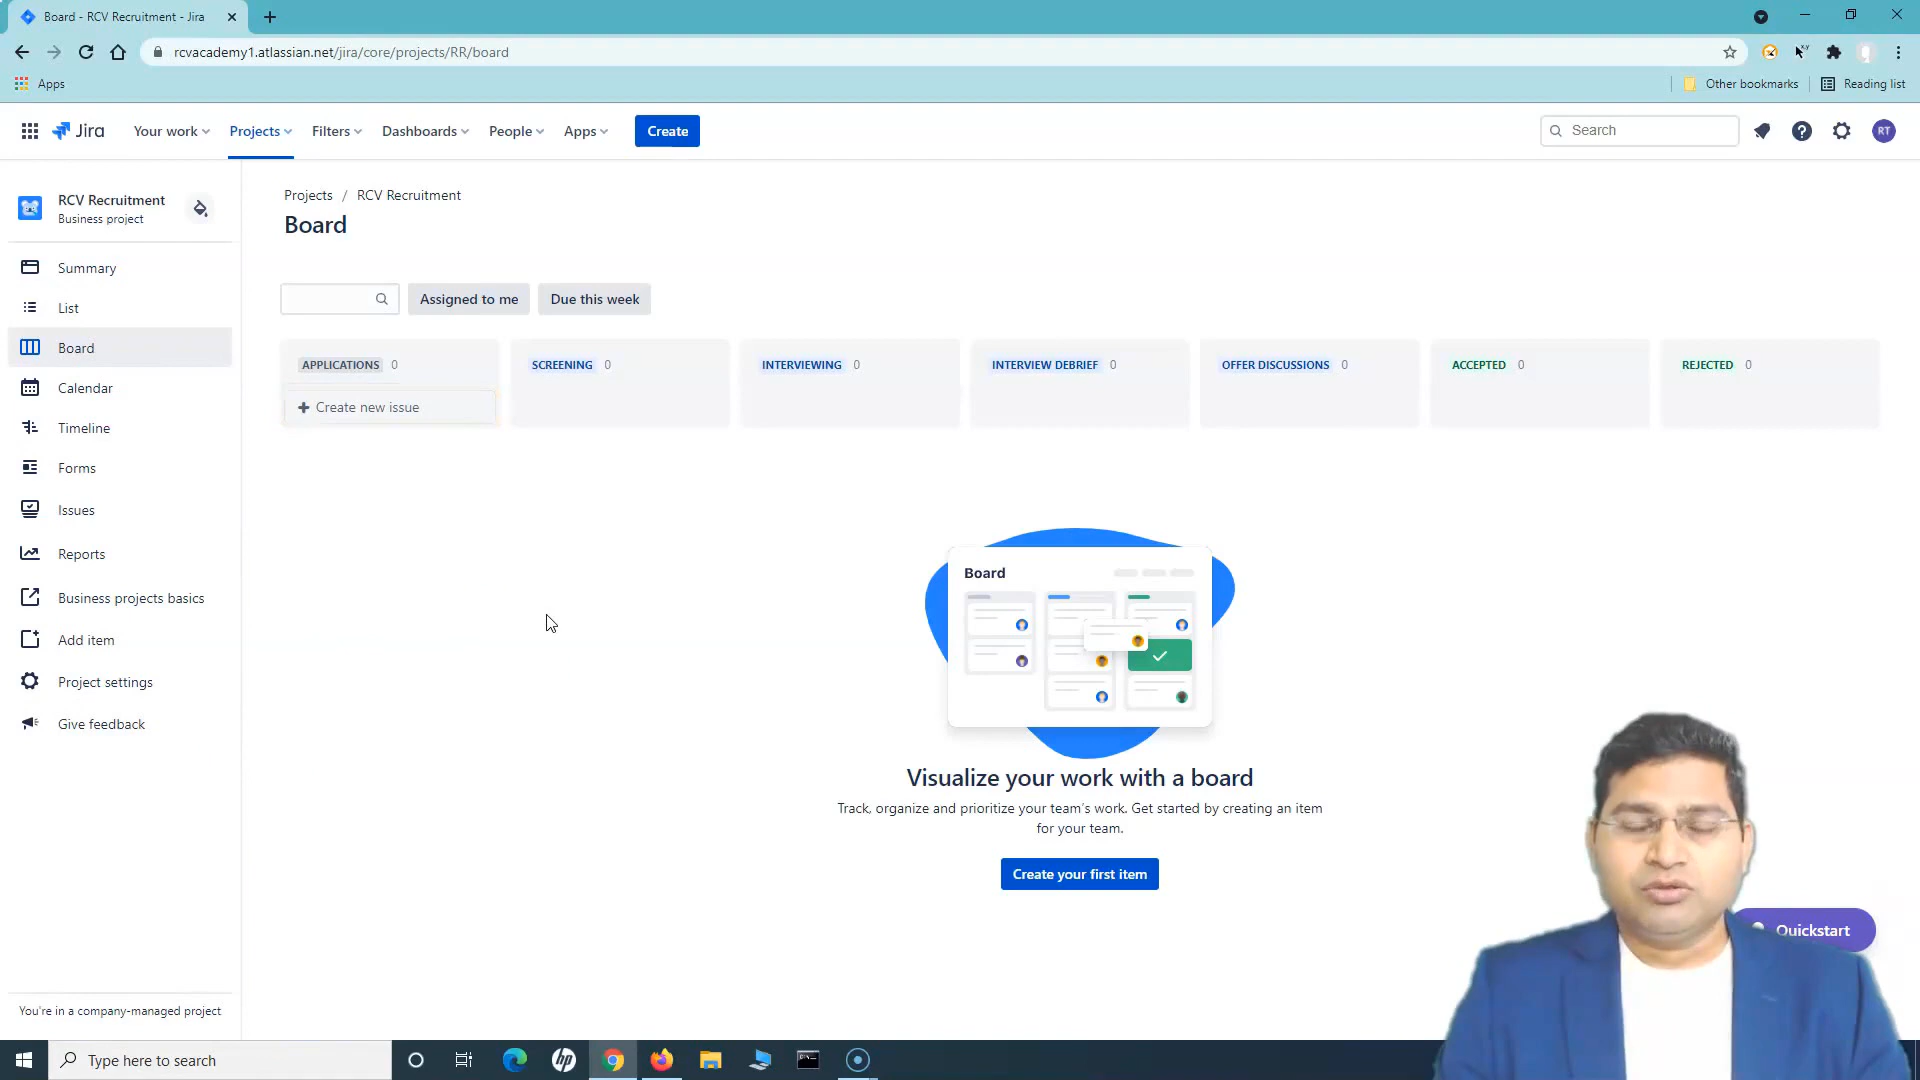 Board - RCV Recruitment - Jira
rcvacademy1.atlassian.net/jira/core/projects/RR/board
Apps
Other bookmarks
Reading list
Jira
Your work
Projects
Filters
Dashboards
People
Apps
Create
Search
RT
RCV Recruitment
Business project
Summary
List
Board
Calendar
Timeline
Forms
Issues
Reports
Business projects basics
Add item
Project settings
Give feedback
You're in a company-managed project
Projects / RCV Recruitment
Board
Assigned to me
Due this week
APPLICATIONS 0
SCREENING 0
INTERVIEWING 0
INTERVIEW DEBRIEF 0
OFFER DISCUSSIONS 0
ACCEPTED 0
REJECTED 0
+ Create new issue
Board
Visualize your work with a board
Track, organize and prioritize your team's work. Get started by creating an item
for your team.
Create your first item
Quickstart
Type here to search
hp